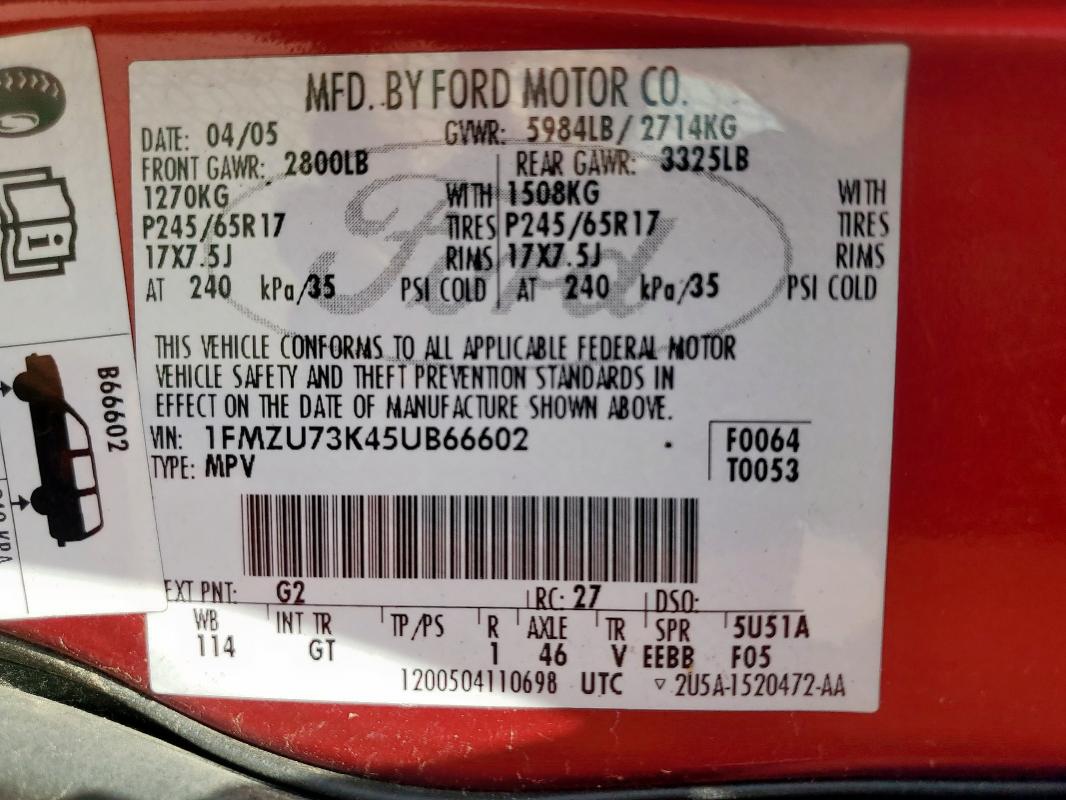 MFD. BY FORD MOTOR CO.
DATE: 04/05 GVWR: 5984LB/ 2714KG
FRONT GAWR: 2800LB REAR GAWR: 3325LB
1270KG WITH 1508KG WITH
P245/65R17 TIRES P245/65R17 TIRES
17X7.5J RIMS 17X7.5J RIMS
AT 240 kPa/35 PSI COLD AT 240 kPa/35 PSI COLD
Ford
THIS VEHICLE CONFORMS TO ALL APPLICABLE FEDERAL MOTOR
VEHICLE SAFETY AND THEFT PREVENTION STANDARDS IN
EFFECT ON THE DATE OF MANUFACTURE SHOWN ABOVE.
VIN: 1FMZU73K45UB66602 F0064
TYPE: MPV T0053
EXT PNT: G2 RC: 27 DSO:
WB INT TR TP/PS R AXLE TR SPR 5U51A
114 GT 1 46 V EEBB F05
1200504110698 UTC ▽ 2U5A-1520472-AA
B66602